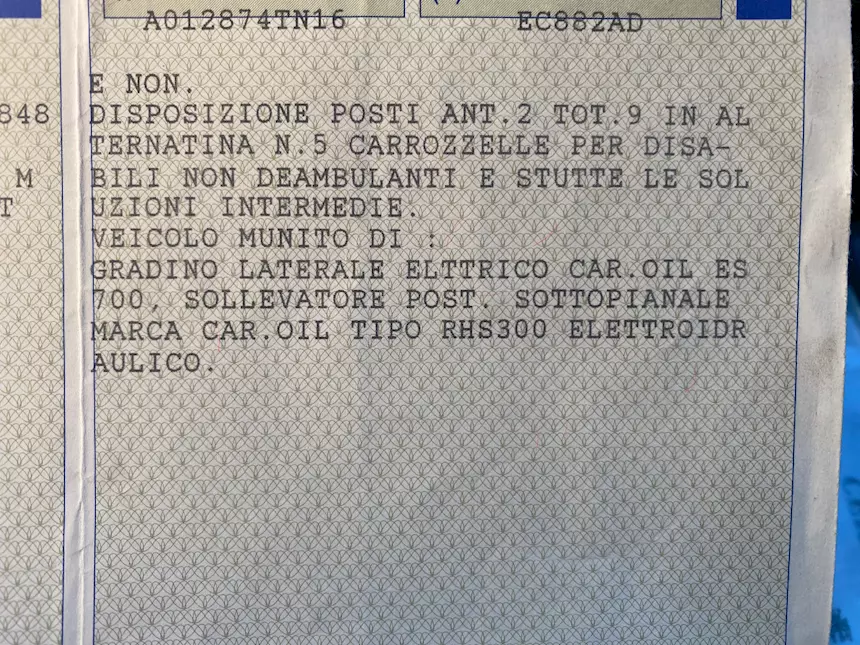 A012874TN16 EC882AD
E NON.
848 DISPOSIZIONE POSTI ANT.2 TOT.9 IN AL
TERNATINA N.5 CARROZZELLE PER DISA-
M BILI NON DEAMBULANTI E STUTTE LE SOL
T UZIONI INTERMEDIE.
VEICOLO MUNITO DI :
GRADINO LATERALE ELTTRICO CAR.OIL ES
700, SOLLEVATORE POST. SOTTOPIANALE
MARCA CAR.OIL TIPO RHS300 ELETTROIDR
AULICO.